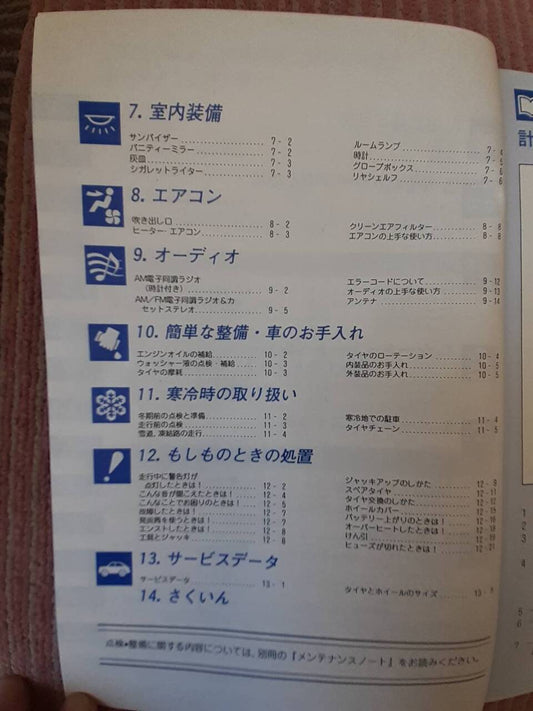 7. 室内装備
サンバイザー 7 - 2
バニティーミラー 7 - 2
灰皿 7 - 3
シガレットライター 7 - 3
ルームランプ 7 - 4
時計 7 - 5
グローブボックス 7 - 6
リヤシェルフ 7 - 6
8. エアコン
吹き出し口 8 - 2
ヒーター・エアコン 8 - 3
クリーンエアフィルター 8 - 8
エアコンの上手な使い方 8 - 8
9. オーディオ
AM電子同調ラジオ
(時計付き) 9 - 2
AM/FM電子同調ラジオ&カ
セットステレオ 9 - 5
エラーコードについて 9 -12
オーディオの上手な使い方 9 -13
アンテナ 9 -14
10. 簡単な整備・車のお手入れ
エンジンオイルの補給 10 - 2
ウォッシャー液の点検・補給 10 - 3
タイヤの摩耗 10 - 3
タイヤのローテーション 10 - 4
内装品のお手入れ 10 - 5
外装品のお手入れ 10 - 5
11. 寒冷時の取り扱い
冬期前の点検と準備 11 - 2
走行前の点検 11 - 3
雪道、凍結路の走行 11 - 4
寒冷地での駐車 11 - 4
タイヤチェーン 11 - 5
12. もしものときの処置
走行中に警告灯が
点灯したときは! 12 - 2
こんな音が聞こえたときは! 12 - 4
こんなことでお困りのときは! 12 - 5
故障したときは! 12 - 7
発炎筒を使うときは! 12 - 7
エンストしたときは! 12 - 8
工具とジャッキ 12 - 8
ジャッキアップのしかた 12 - 9
スペアタイヤ 12 -11
タイヤ交換のしかた 12 -12
ホイールカバー
バッテリー上がりのときは!
オーバーヒートしたときは!
けん引
ヒューズが切れたときは! 12 -21
13. サービスデータ
サービスデータ 13 - 1
タイヤとホイールのサイズ 13 -
14. さくいん
点検・整備に関する内容については、別冊の『メンテナンスノート』をお読みください。
計
1
2
3
4
5
6
7